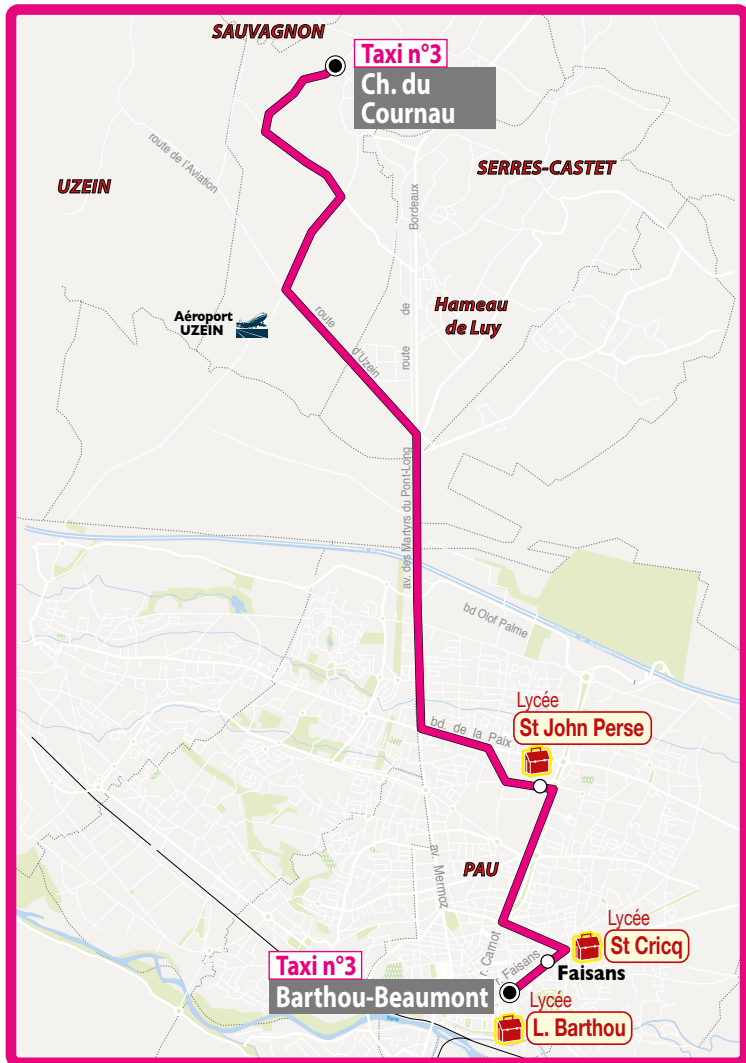 SAUVAGNON
Taxi n°3
Ch. du
Cournau
route de l'Aviation
UZEIN
SERRES-CASTET
Bordeaux
de
route
Hameau
de Luy
Aéroport
UZEIN
route
d'Uzein
av. des Martyrs du Pont-Long
bd Olof Palme
Lycée
St John Perse
bd. de la Paix
PAU
av. Mermoz
r. Carnot
r. Faisans
Lycée
St Cricq
Faisans
Taxi n°3
Barthou-Beaumont
Lycée
L. Barthou